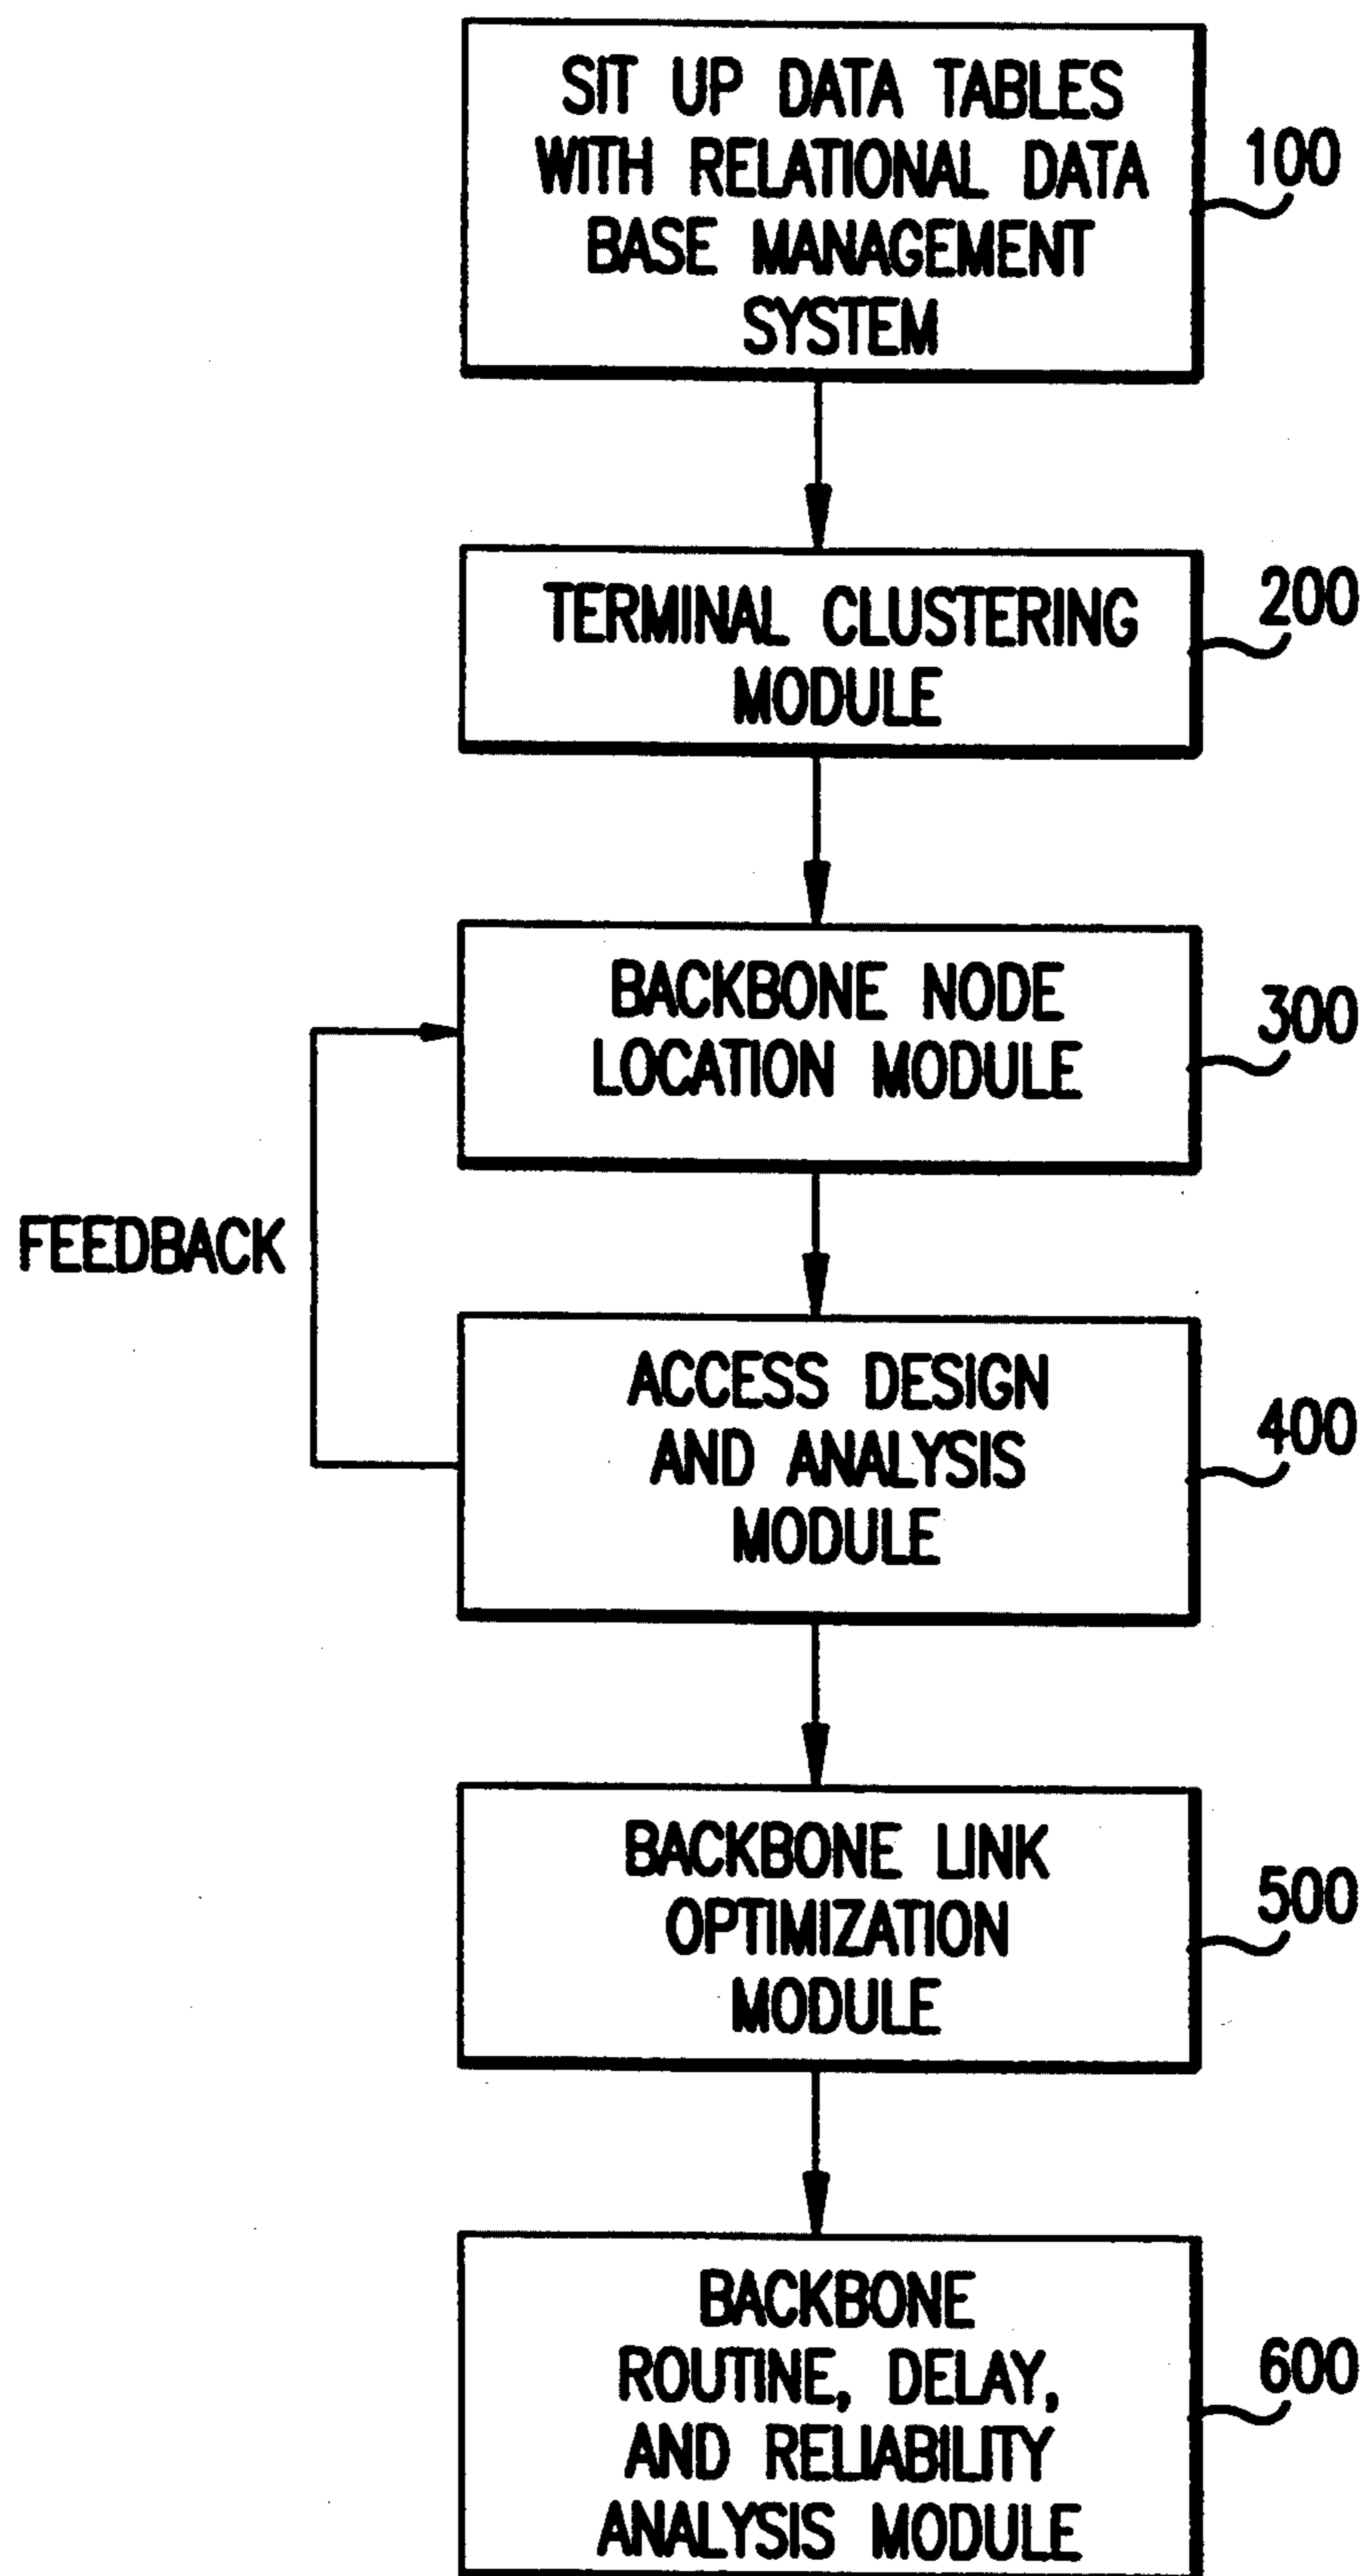 SIT UP DATA TABLES
WITH RELATIONAL DATA
BASE MANAGEMENT
SYSTEM
100
TERMINAL CLUSTERING
MODULE
200
BACKBONE NODE
LOCATION MODULE
300
FEEDBACK
ACCESS DESIGN
AND ANALYSIS
MODULE
400
BACKBONE LINK
OPTIMIZATION
MODULE
500
BACKBONE
ROUTINE, DELAY,
AND RELIABILITY
ANALYSIS MODULE
600